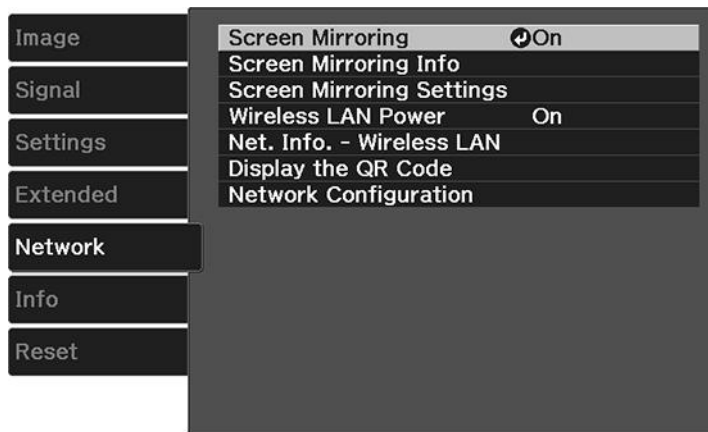 Image
Signal
Settings
Extended
Network
Info
Reset
Screen Mirroring On
Screen Mirroring Info
Screen Mirroring Settings
Wireless LAN Power On
Net. Info. - Wireless LAN
Display the QR Code
Network Configuration